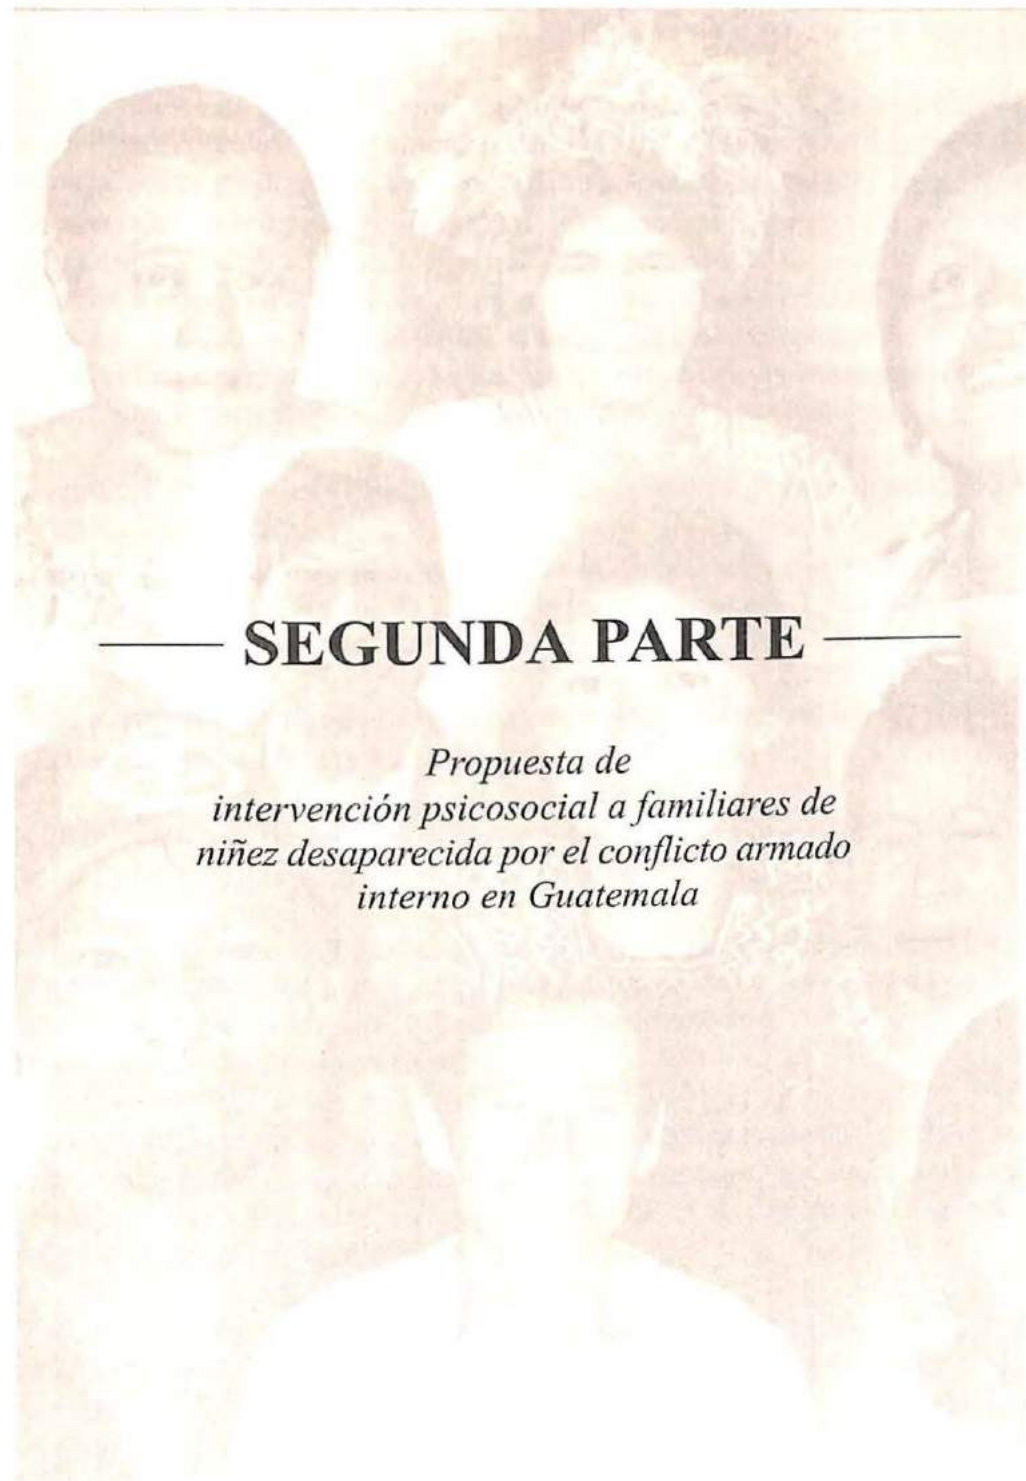 SEGUNDA PARTE
Propuesta de
intervención psicosocial a familiares de
niñez desaparecida por el conflicto armado
interno en Guatemala